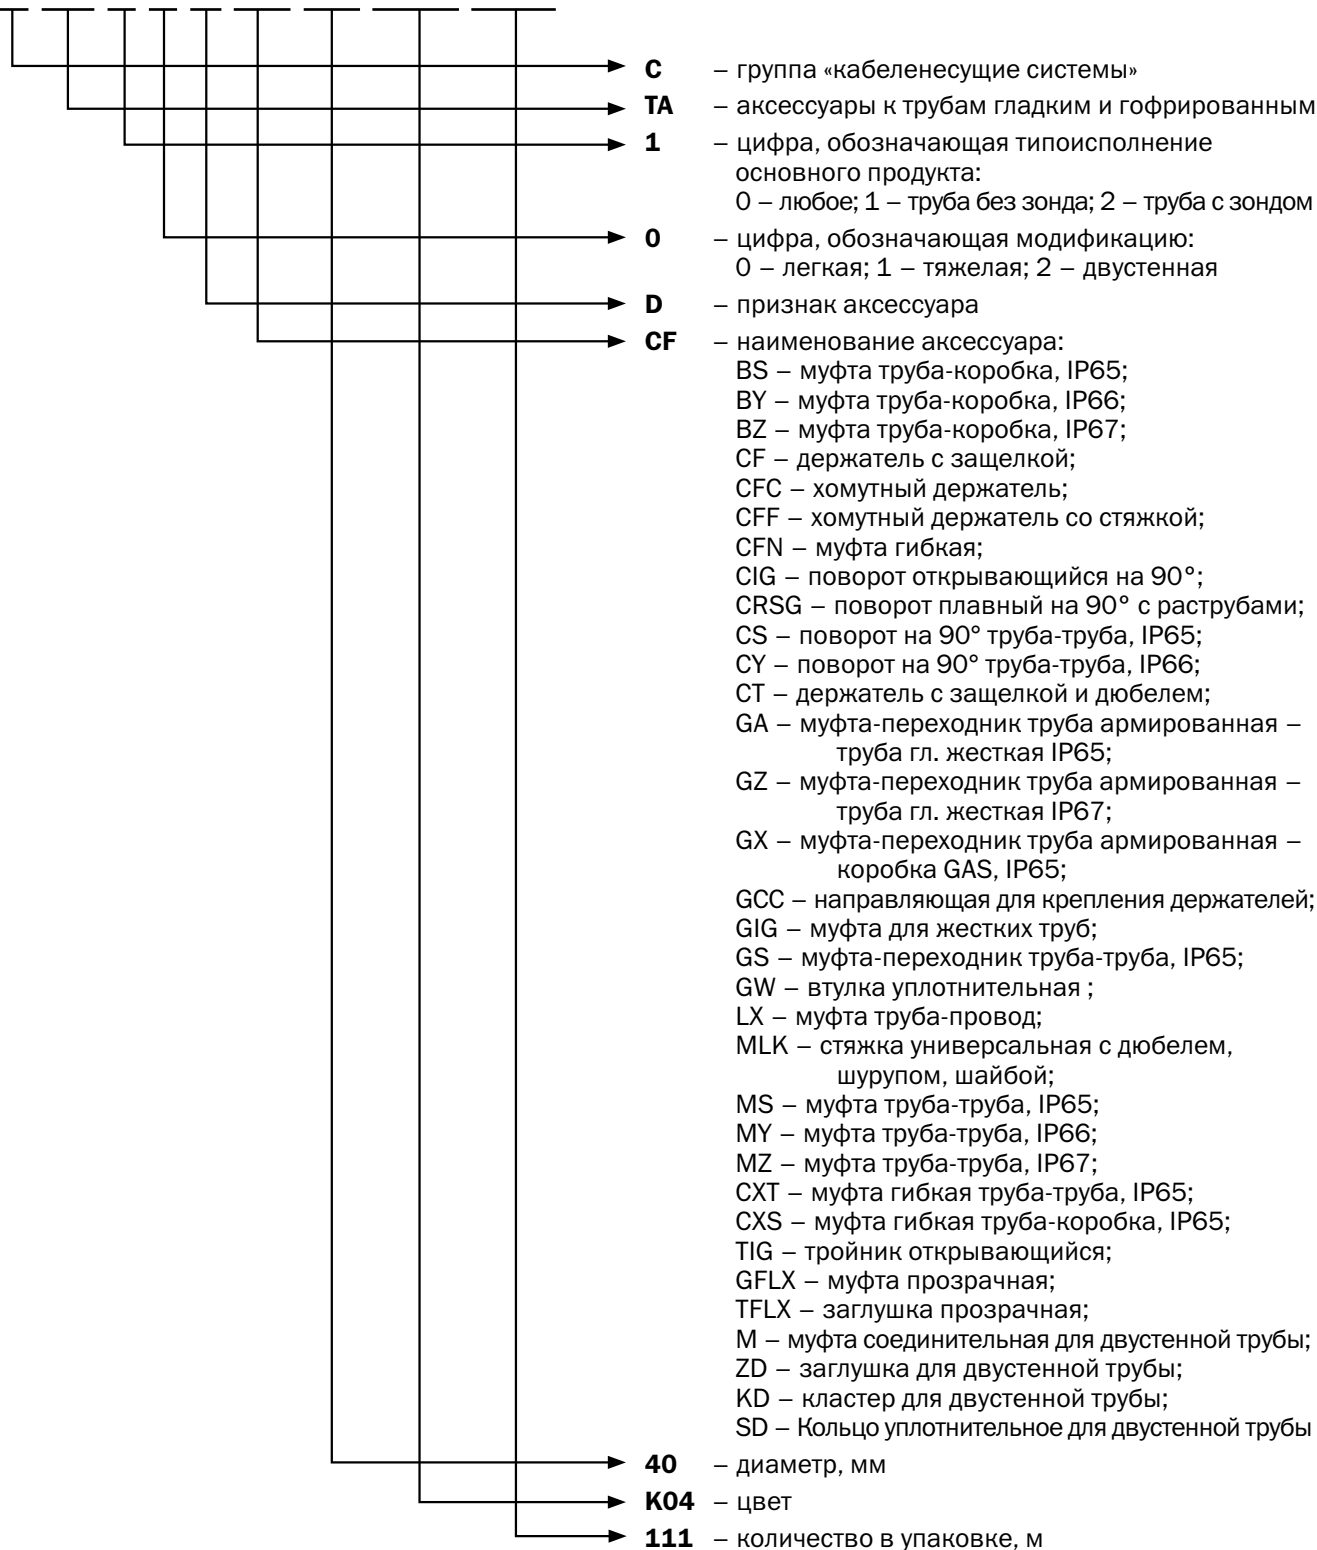 C – группа «кабеленесущие системы»
TA – аксессуары к трубам гладким и гофрированным
1 – цифра, обозначающая типоисполнение
основного продукта:
0 – любое; 1 – труба без зонда; 2 – труба с зондом
0 – цифра, обозначающая модификацию:
0 – легкая; 1 – тяжелая; 2 – двустенная
D – признак аксессуара
CF – наименование аксессуара:
BS – муфта труба-коробка, IP65;
BY – муфта труба-коробка, IP66;
BZ – муфта труба-коробка, IP67;
CF – держатель с защелкой;
CFC – хомутный держатель;
CFF – хомутный держатель со стяжкой;
CFN – муфта гибкая;
CIG – поворот открывающийся на 90°;
CRSG – поворот плавный на 90° с раструбами;
CS – поворот на 90° труба-труба, IP65;
CY – поворот на 90° труба-труба, IP66;
CT – держатель с защелкой и дюбелем;
GA – муфта-переходник труба армированная –
труба гл. жесткая IP65;
GZ – муфта-переходник труба армированная –
труба гл. жесткая IP67;
GX – муфта-переходник труба армированная –
коробка GAS, IP65;
GCC – направляющая для крепления держателей;
GIG – муфта для жестких труб;
GS – муфта-переходник труба-труба, IP65;
GW – втулка уплотнительная ;
LX – муфта труба-провод;
MLK – стяжка универсальная с дюбелем,
шурупом, шайбой;
MS – муфта труба-труба, IP65;
MY – муфта труба-труба, IP66;
MZ – муфта труба-труба, IP67;
CXT – муфта гибкая труба-труба, IP65;
CXS – муфта гибкая труба-коробка, IP65;
TIG – тройник открывающийся;
GFLX – муфта прозрачная;
TFLX – заглушка прозрачная;
M – муфта соединительная для двустенной трубы;
ZD – заглушка для двустенной трубы;
KD – кластер для двустенной трубы;
SD – Кольцо уплотнительное для двустенной трубы
40 – диаметр, мм
K04 – цвет
111 – количество в упаковке, м